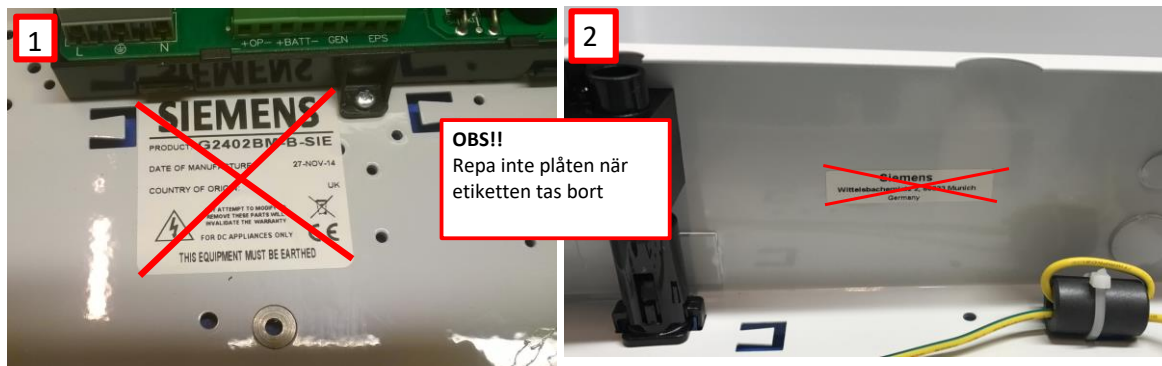 1
L N
+OP- +BATT- GEN EPS
SIEMENS
SIEMENS
PRODUCT: G2402BM-B-SIE
DATE OF MANUFACTURE: 27-NOV-14
COUNTRY OF ORIGIN: UK
ATTEMPT TO MODIFY OR
REMOVE THESE PARTS WILL
INVALIDATE THE WARRANTY
FOR DC APPLIANCES ONLY CE
THIS EQUIPMENT MUST BE EARTHED
OBS!!
Repa inte plåten när
etiketten tas bort
2
Siemens
Munich
Germany